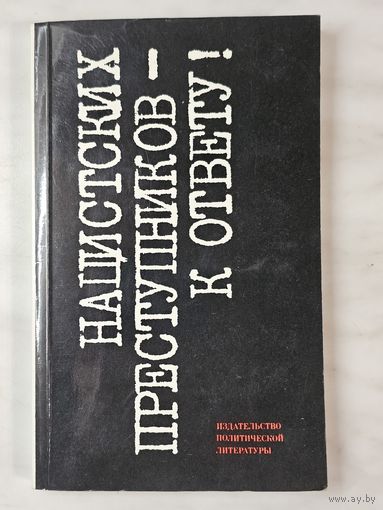 НАЦИСТСКИХ
ПРЕСТУПНИКОВ —
К ОТВЕТУ!
ИЗДАТЕЛЬСТВО
ПОЛИТИЧЕСКОЙ
ЛИТЕРАТУРЫ
www.ay.by